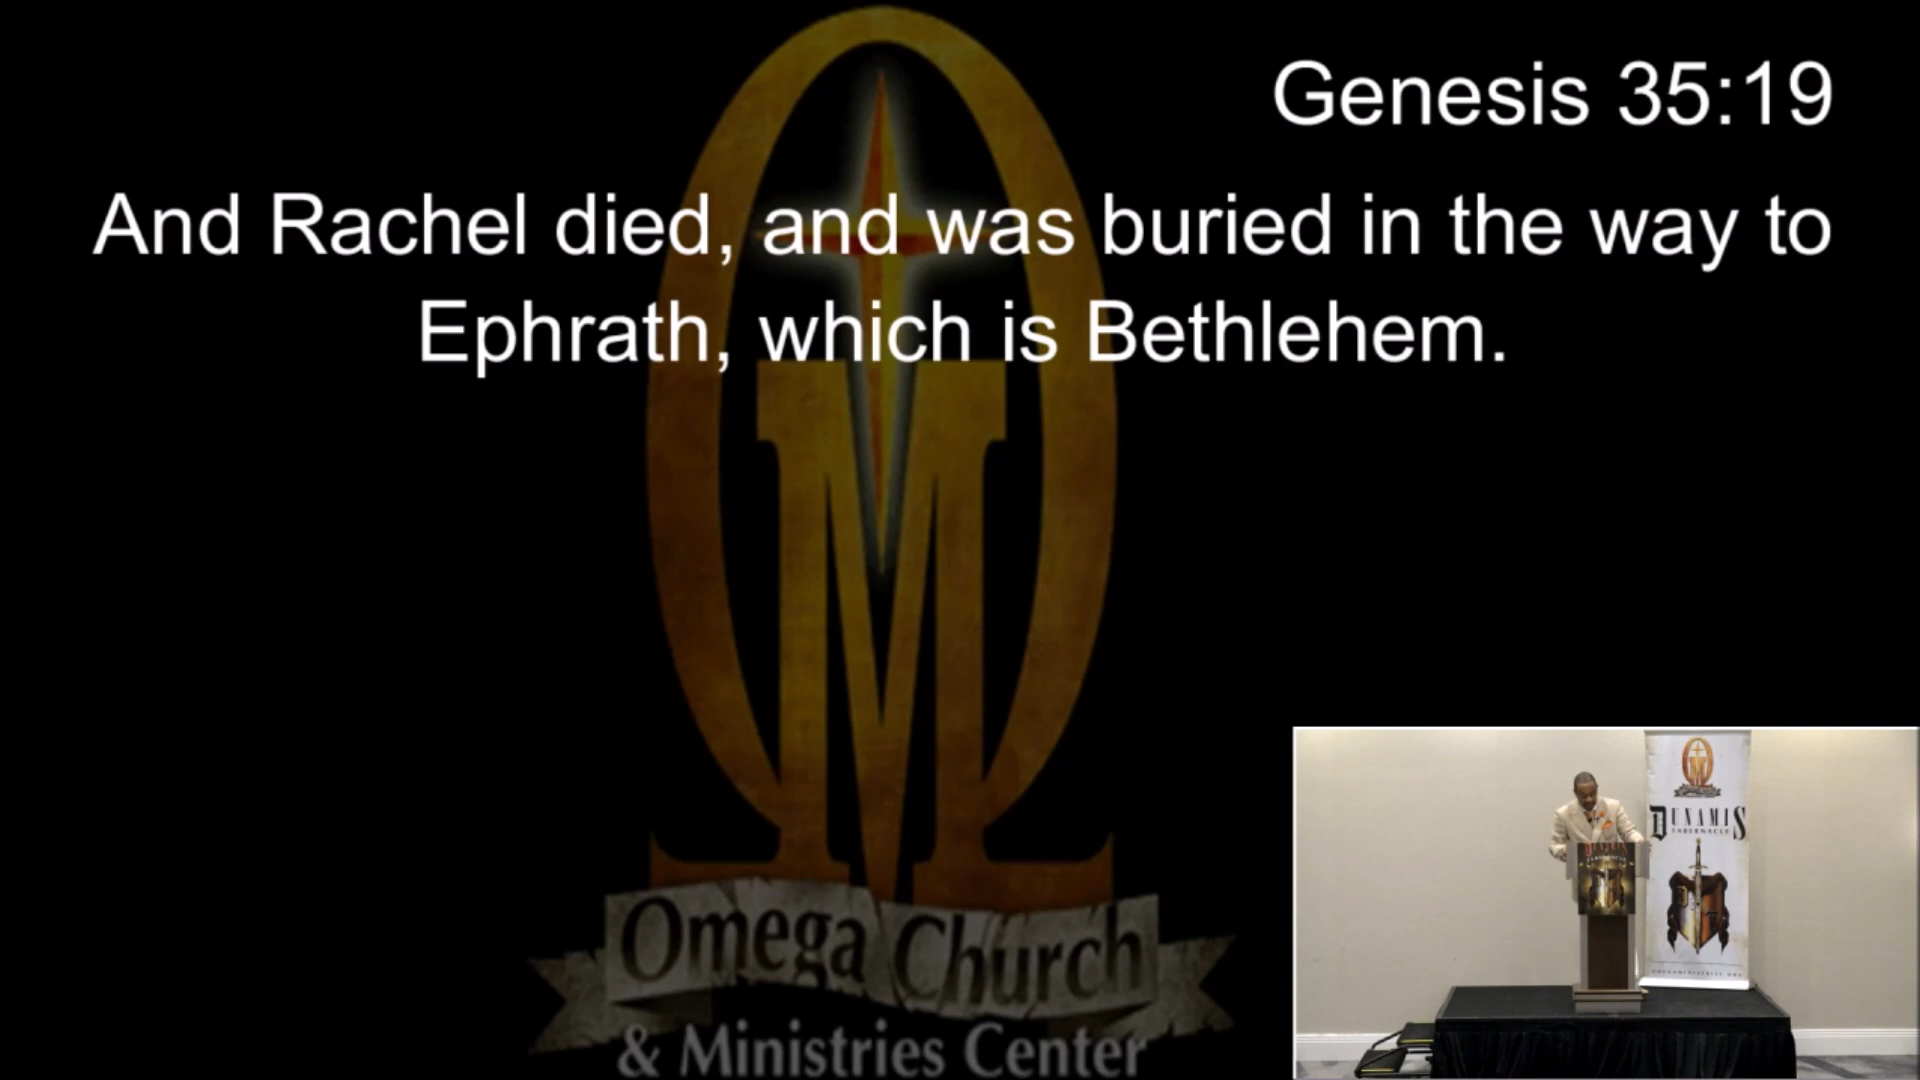 Genesis 35:19
And Rachel died, and was buried in the way to
Ephrath, which is Bethlehem.
Omega Church
& Ministries Center
DUNAMIS
TABERNACLE